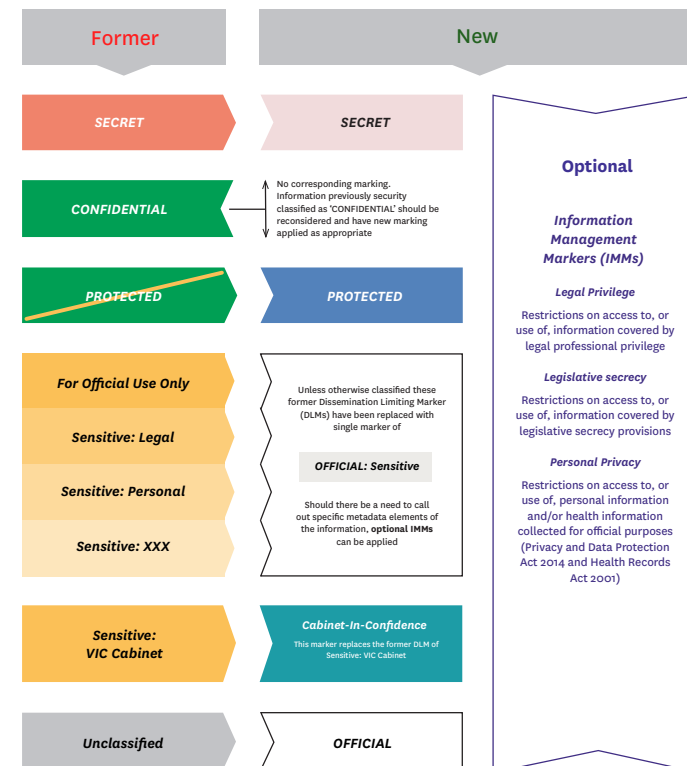 Former
New
SECRET
SECRET
CONFIDENTIAL
No corresponding marking.
Information previously security
classified as 'CONFIDENTIAL' should be
reconsidered and have new marking
applied as appropriate
PROTECTED
PROTECTED
For Official Use Only
Sensitive: Legal
Sensitive: Personal
Sensitive: XXX
Unless otherwise classified these
former Dissemination Limiting Marker
(DLMs) have been replaced with
single marker of
OFFICIAL: Sensitive
Should there be a need to call
out specific metadata elements of
the information, optional IMMs
can be applied
Sensitive:
VIC Cabinet
Cabinet-In-Confidence
This marker replaces the former DLM of
Sensitive: VIC Cabinet
Unclassified
OFFICIAL
Optional
Information
Management
Markers (IMMs)
Legal Privilege
Restrictions on access to, or
use of, information covered by
legal professional privilege
Legislative secrecy
Restrictions on access to, or
use of, information covered by
legislative secrecy provisions
Personal Privacy
Restrictions on access to, or
use of, personal information
and/or health information
collected for official purposes
(Privacy and Data Protection
Act 2014 and Health Records
Act 2001)